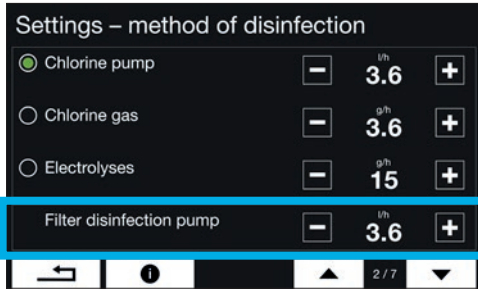 Settings – method of disinfection
Chlorine pump
l/h
3.6
Chlorine gas
g/h
3.6
Electrolyses
g/h
15
Filter disinfection pump
l/h
3.6
2/7